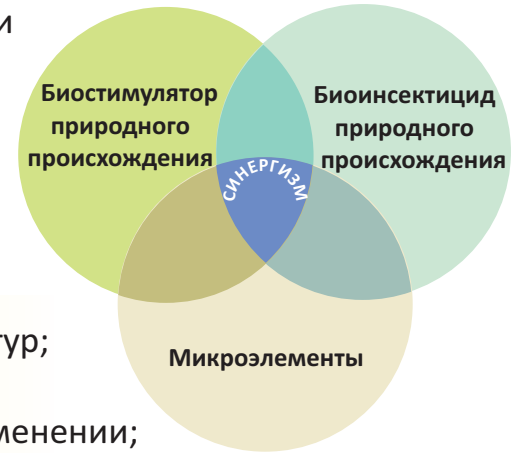 и
Биостимулятор
природного
происхождения
Биоинсектицид
природного
происхождения
СИНЕРГИЗМ
Микроэлементы
тур;
менении;